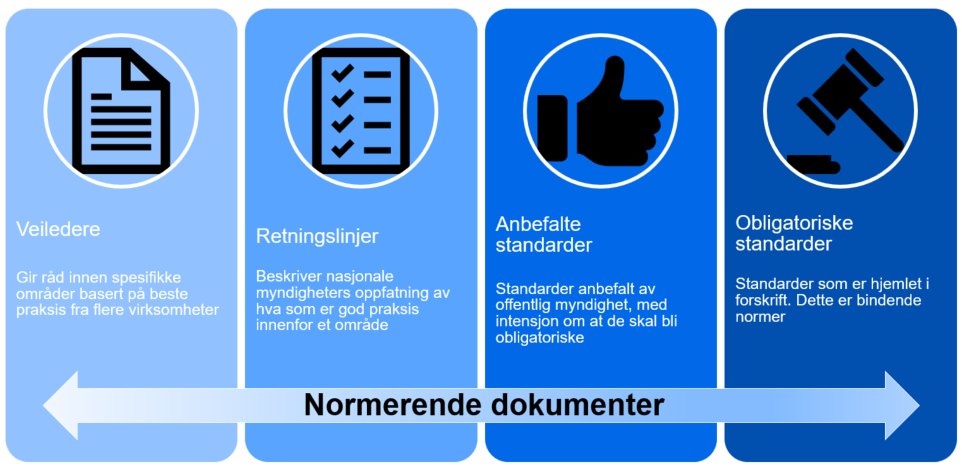 Veiledere
Gir råd innen spesifikke
områder basert på beste
praksis fra flere virksomheter
Retningslinjer
Beskriver nasjonale
myndigheters oppfatning av
hva som er god praksis
innenfor et område
Anbefalte
standarder
Standarder anbefalt av
offentlig myndighet, med
intensjon om at de skal bli
obligatoriske
Obligatoriske
standarder
Standarder som er hjemlet i
forskrift. Dette er bindende
normer
Normerende dokumenter